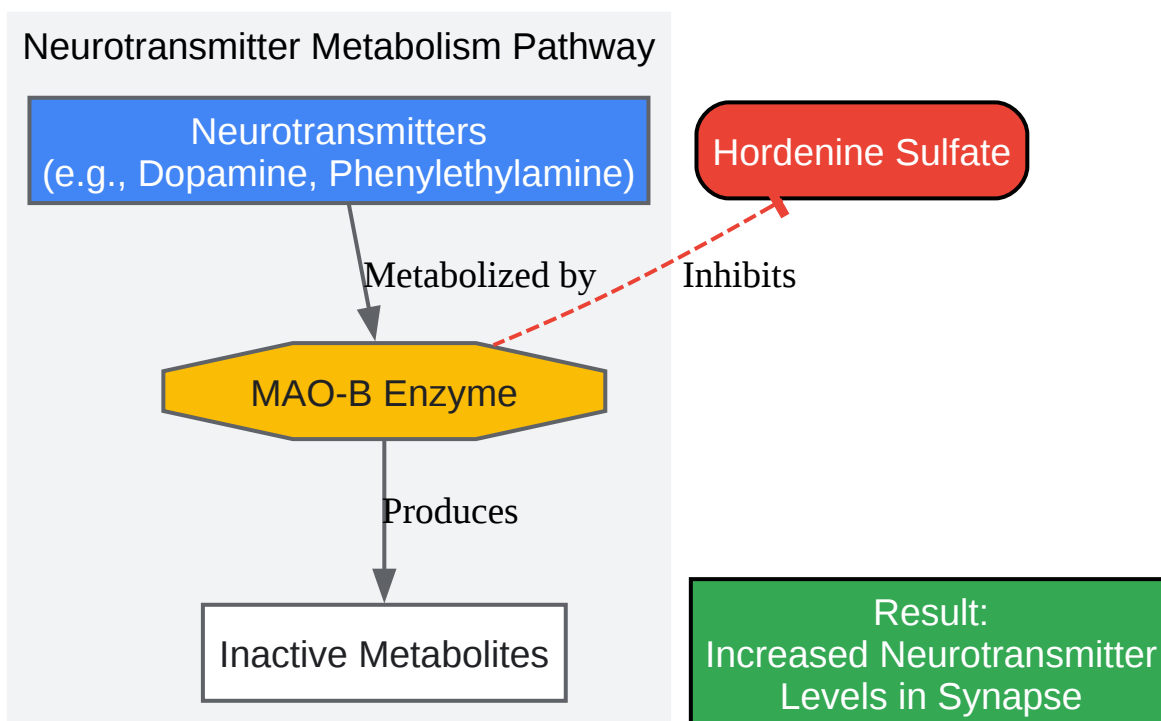 Neurotransmitter Metabolism Pathway
Neurotransmitters
(e.g., Dopamine, Phenylethylamine)
Hordenine Sulfate
Metabolized by
Inhibits
MAO-B Enzyme
Produces
Inactive Metabolites
Result:
Increased Neurotransmitter
Levels in Synapse